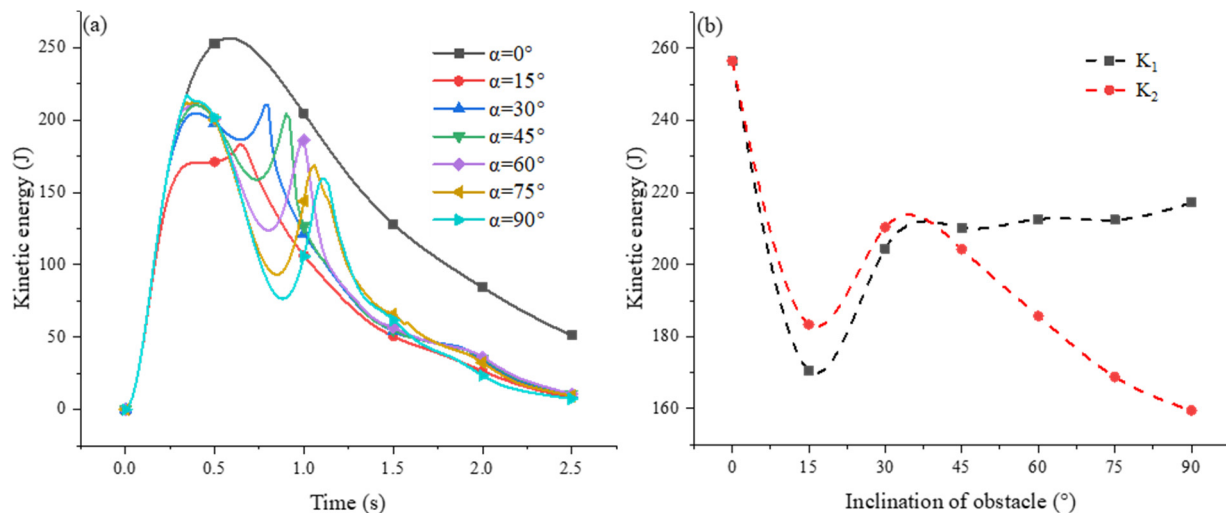 (a)
250
200
150
100
50
0
0.0 0.5 1.0 1.5 2.0 2.5
Kinetic energy (J)
Time (s)
α=0°
α=15°
α=30°
α=45°
α=60°
α=75°
α=90°
(b)
260
240
220
200
180
160
0 15 30 45 60 75 90
Kinetic energy (J)
Inclination of obstacle (°)
K₁
K₂